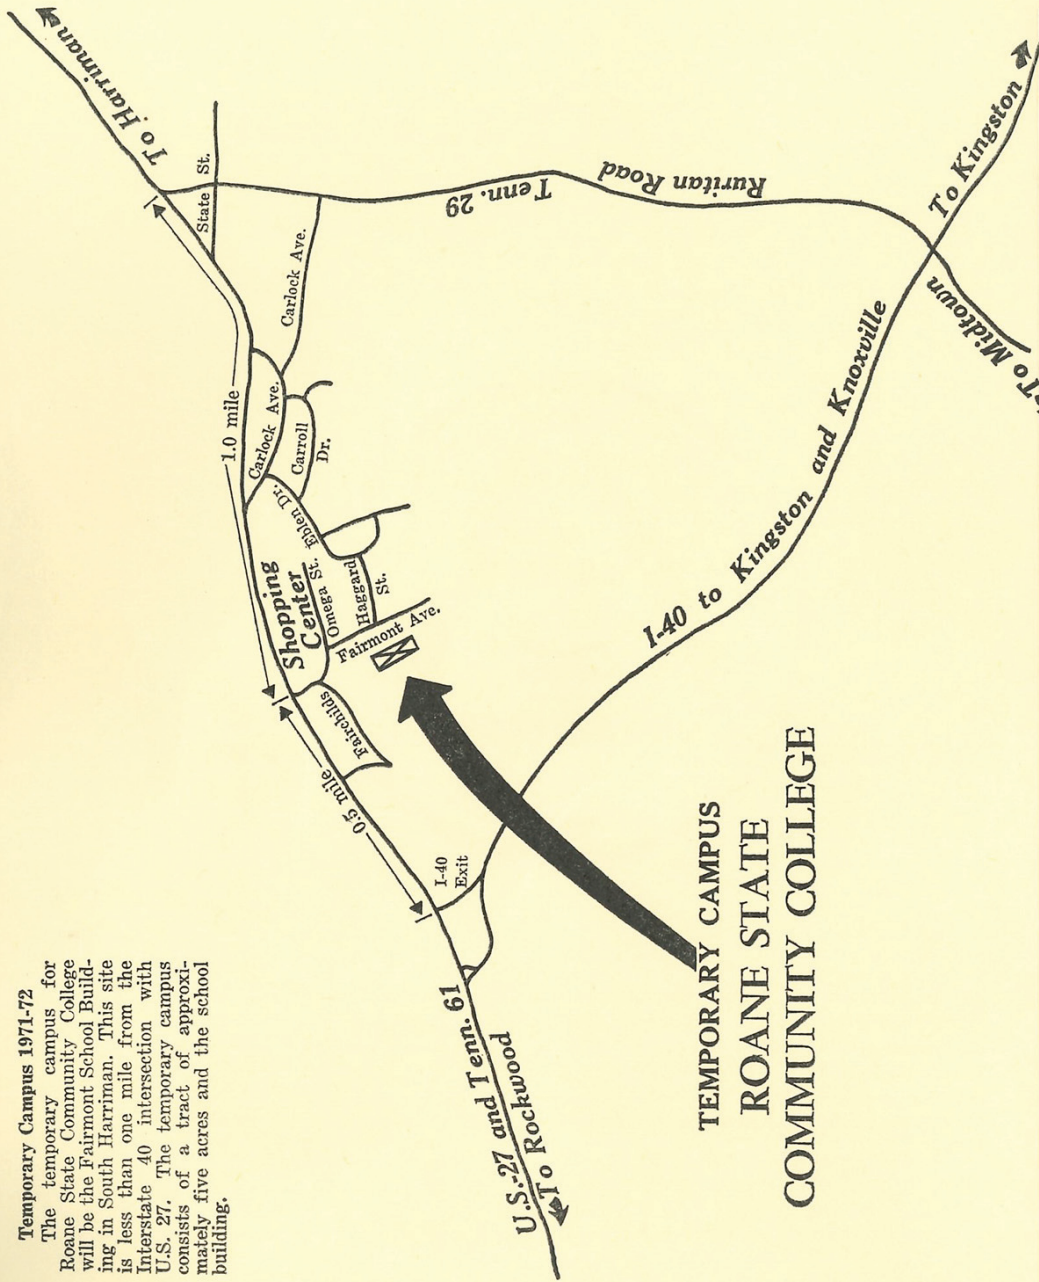 Temporary Campus 1971-72
The temporary campus for
Roane State Community College
will be the Fairmont School Build-
ing in South Harriman. This site
is less than one mile from the
Interstate 40 intersection with
U.S. 27. The temporary campus
consists of a tract of approxi-
mately five acres and the school
building.
To Harriman
State St.
Carlock Ave.
Tenn. 29
Ruritan Road
To Kingston
To Midtown
1.0 mile
Carlock Ave.
Carroll
Dr.
Eblen Dr.
Shopping
Center
Omega St.
Haggard
St.
Fairmont Ave.
Fairchilds
0.5 mile
I-40
Exit
I-40 to Kingston and Knoxville
U.S.-27 and Tenn. 61
To Rockwood
TEMPORARY CAMPUS
ROANE STATE
COMMUNITY COLLEGE